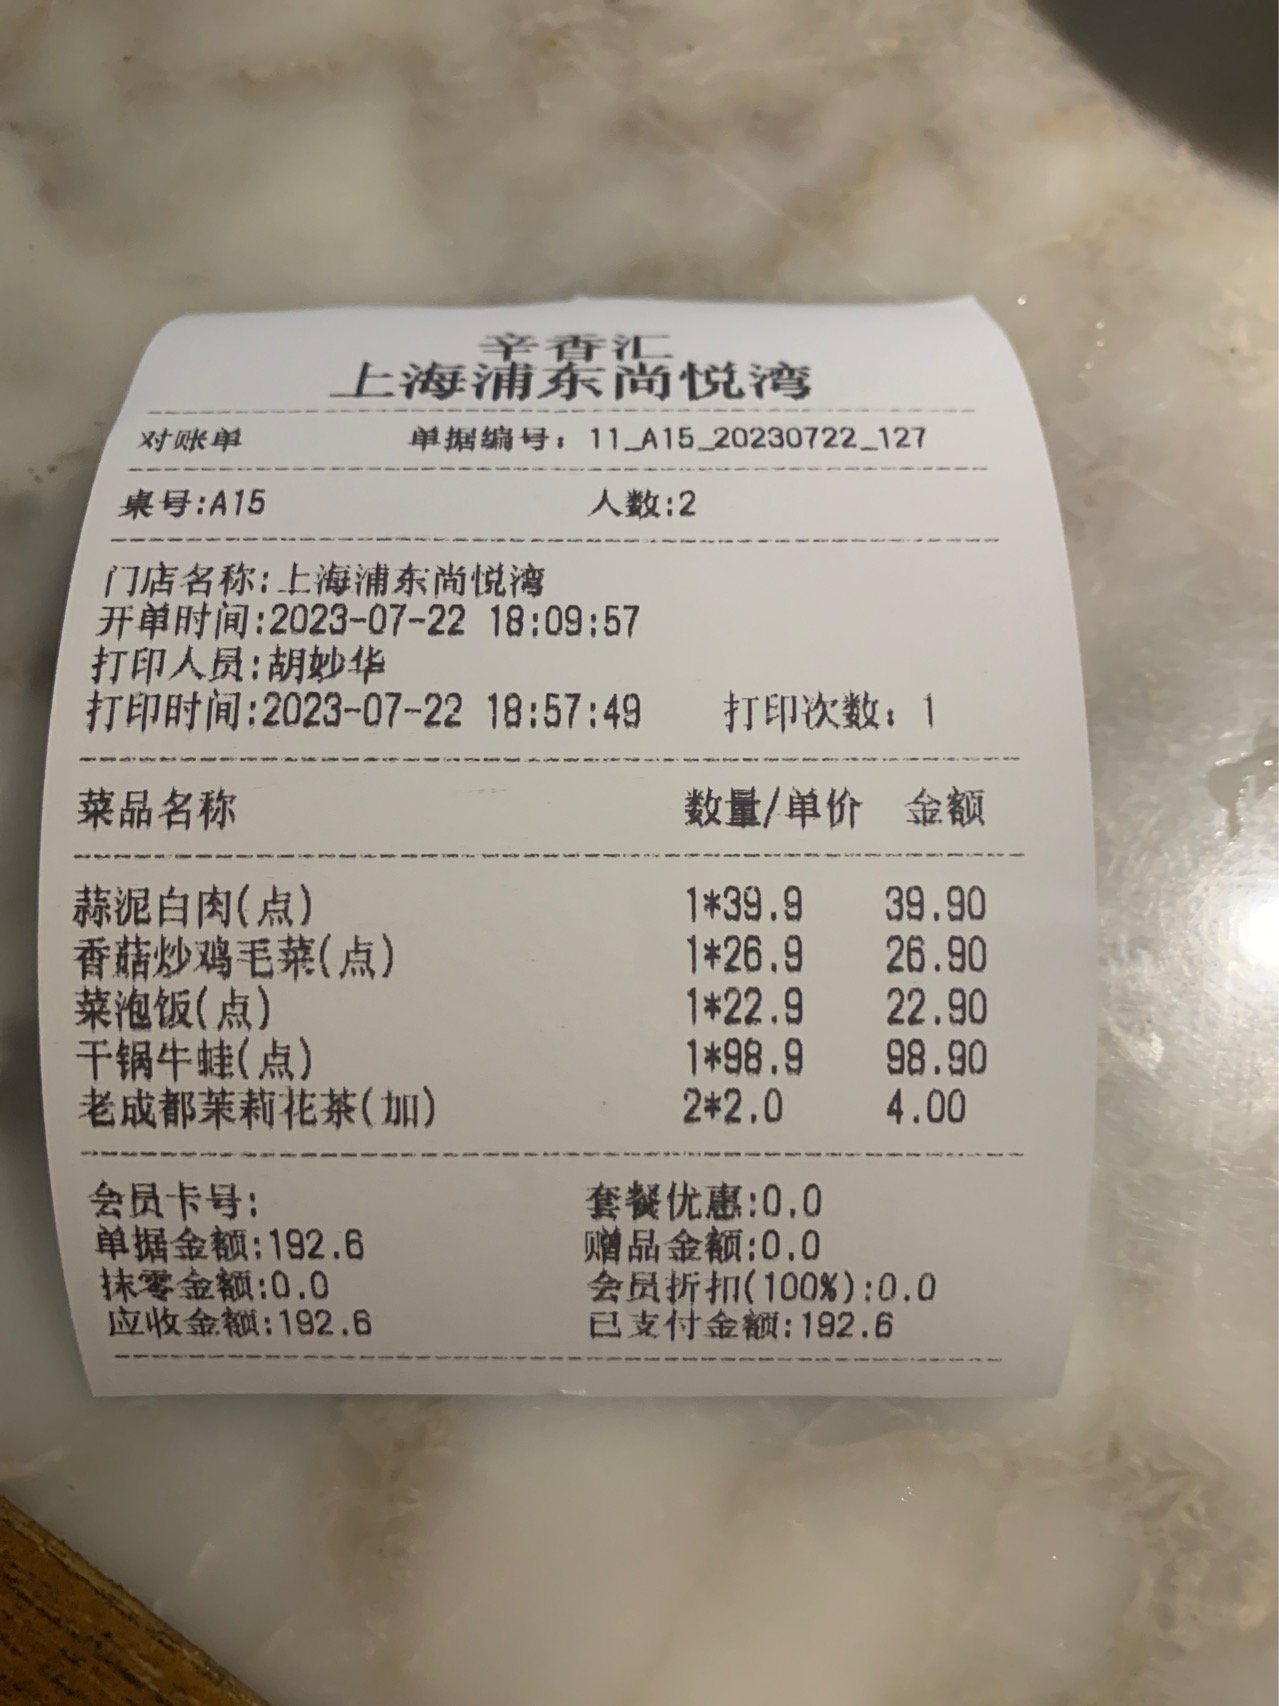 辛香汇
上海浦东尚悦湾
对账单 单据编号：11_A15_20230722_127
桌号:A15 人数:2
门店名称:上海浦东尚悦湾
开单时间:2023-07-22 18:09:57
打印人员:胡妙华
打印时间:2023-07-22 18:57:49 打印次数：1
菜品名称 数量/单价 金额
蒜泥白肉(点) 1*39.9 39.90
香菇炒鸡毛菜(点) 1*26.9 26.90
菜泡饭(点) 1*22.9 22.90
干锅牛蛙(点) 1*98.9 98.90
老成都茉莉花茶(加) 2*2.0 4.00
会员卡号: 套餐优惠:0.0
单据金额:192.6 赠品金额:0.0
抹零金额:0.0 会员折扣(100%):0.0
应收金额:192.6 已支付金额:192.6